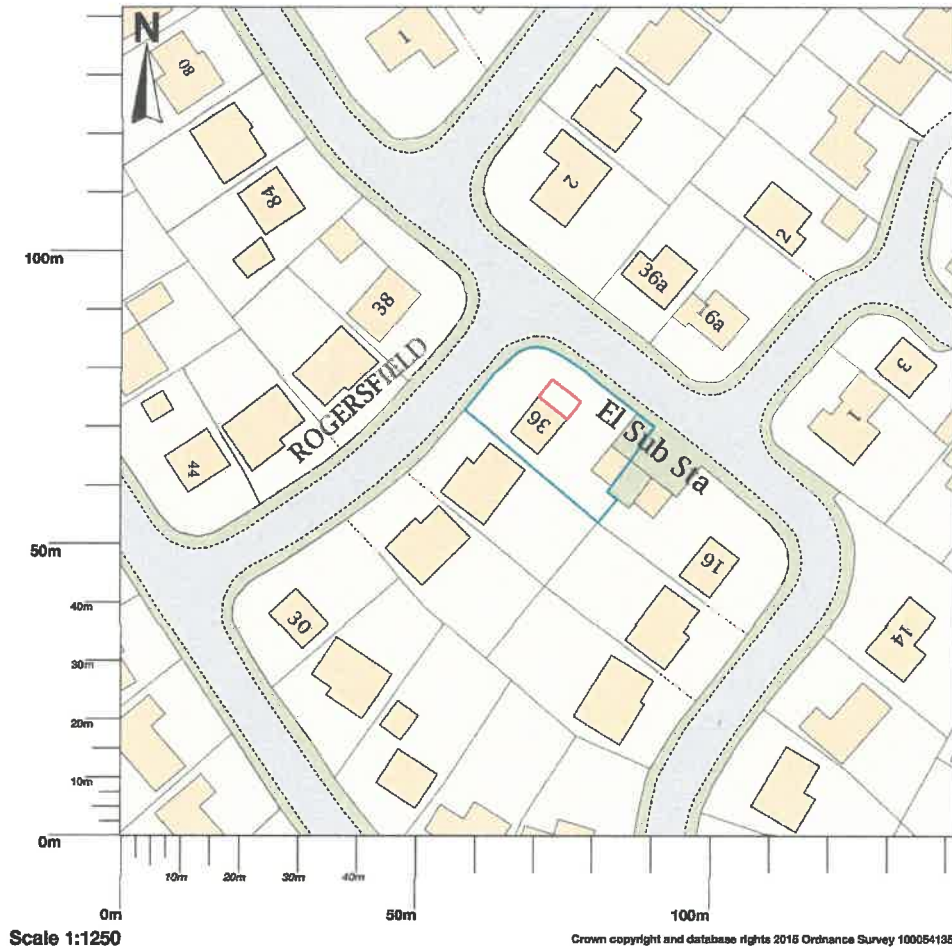 N
80
1
84
2
2
100m
36a
16a
38
3
ROGERSFIELD
36
El Sub Sta
1
44
50m
16
40m
30
14
30m
20m
10m
0m
10m
20m
30m
40m
0m
50m
100m
Scale 1:1250
Crown copyright and database rights 2015 Ordnance Survey 100054135